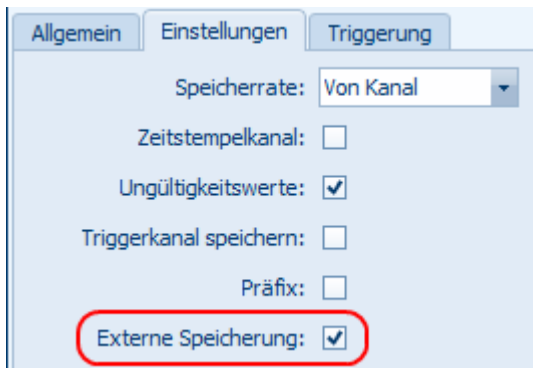 Allgemein Einstellungen Triggerung
Speicherrate: Von Kanal
Zeitstempelkanal:
Ungültigkeitswerte:
Triggerkanal speichern:
Präfix:
Externe Speicherung: